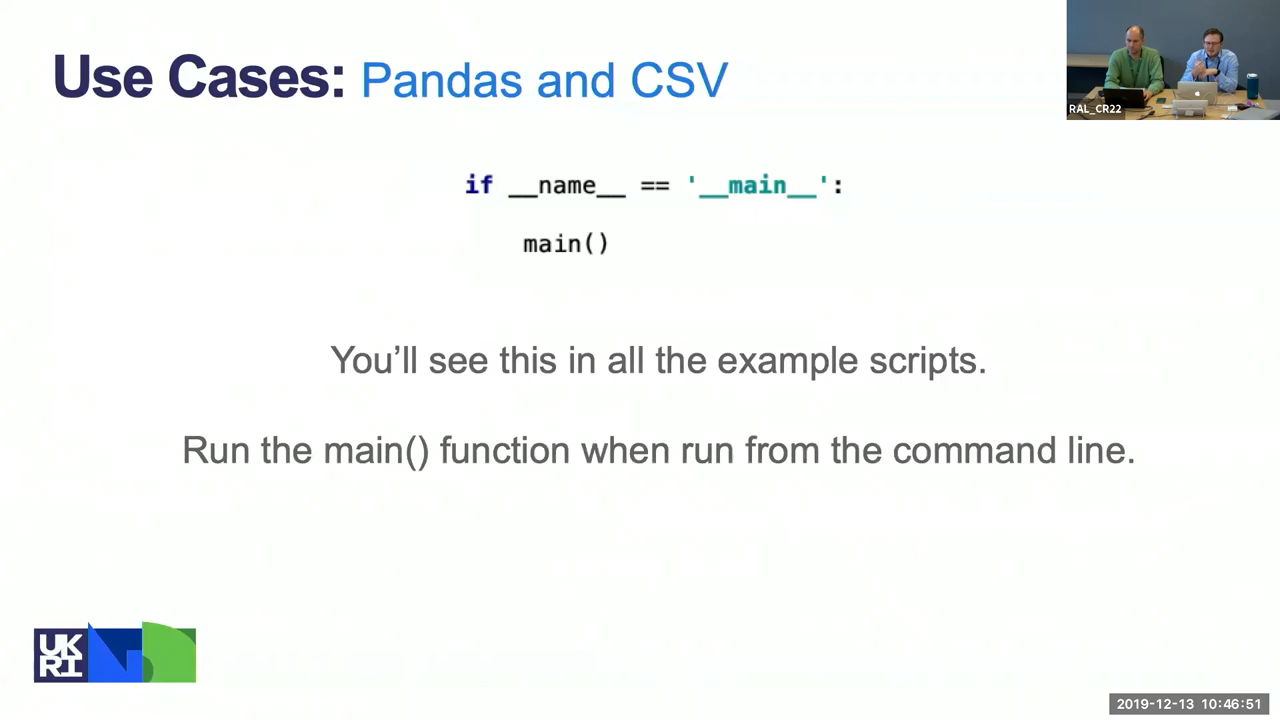 Use Cases: Pandas and CSV
RAL_CR22
if __name__ == '__main__':
main()
You'll see this in all the example scripts.
Run the main() function when run from the command line.
UK
RI
2019-12-13 10:46:51